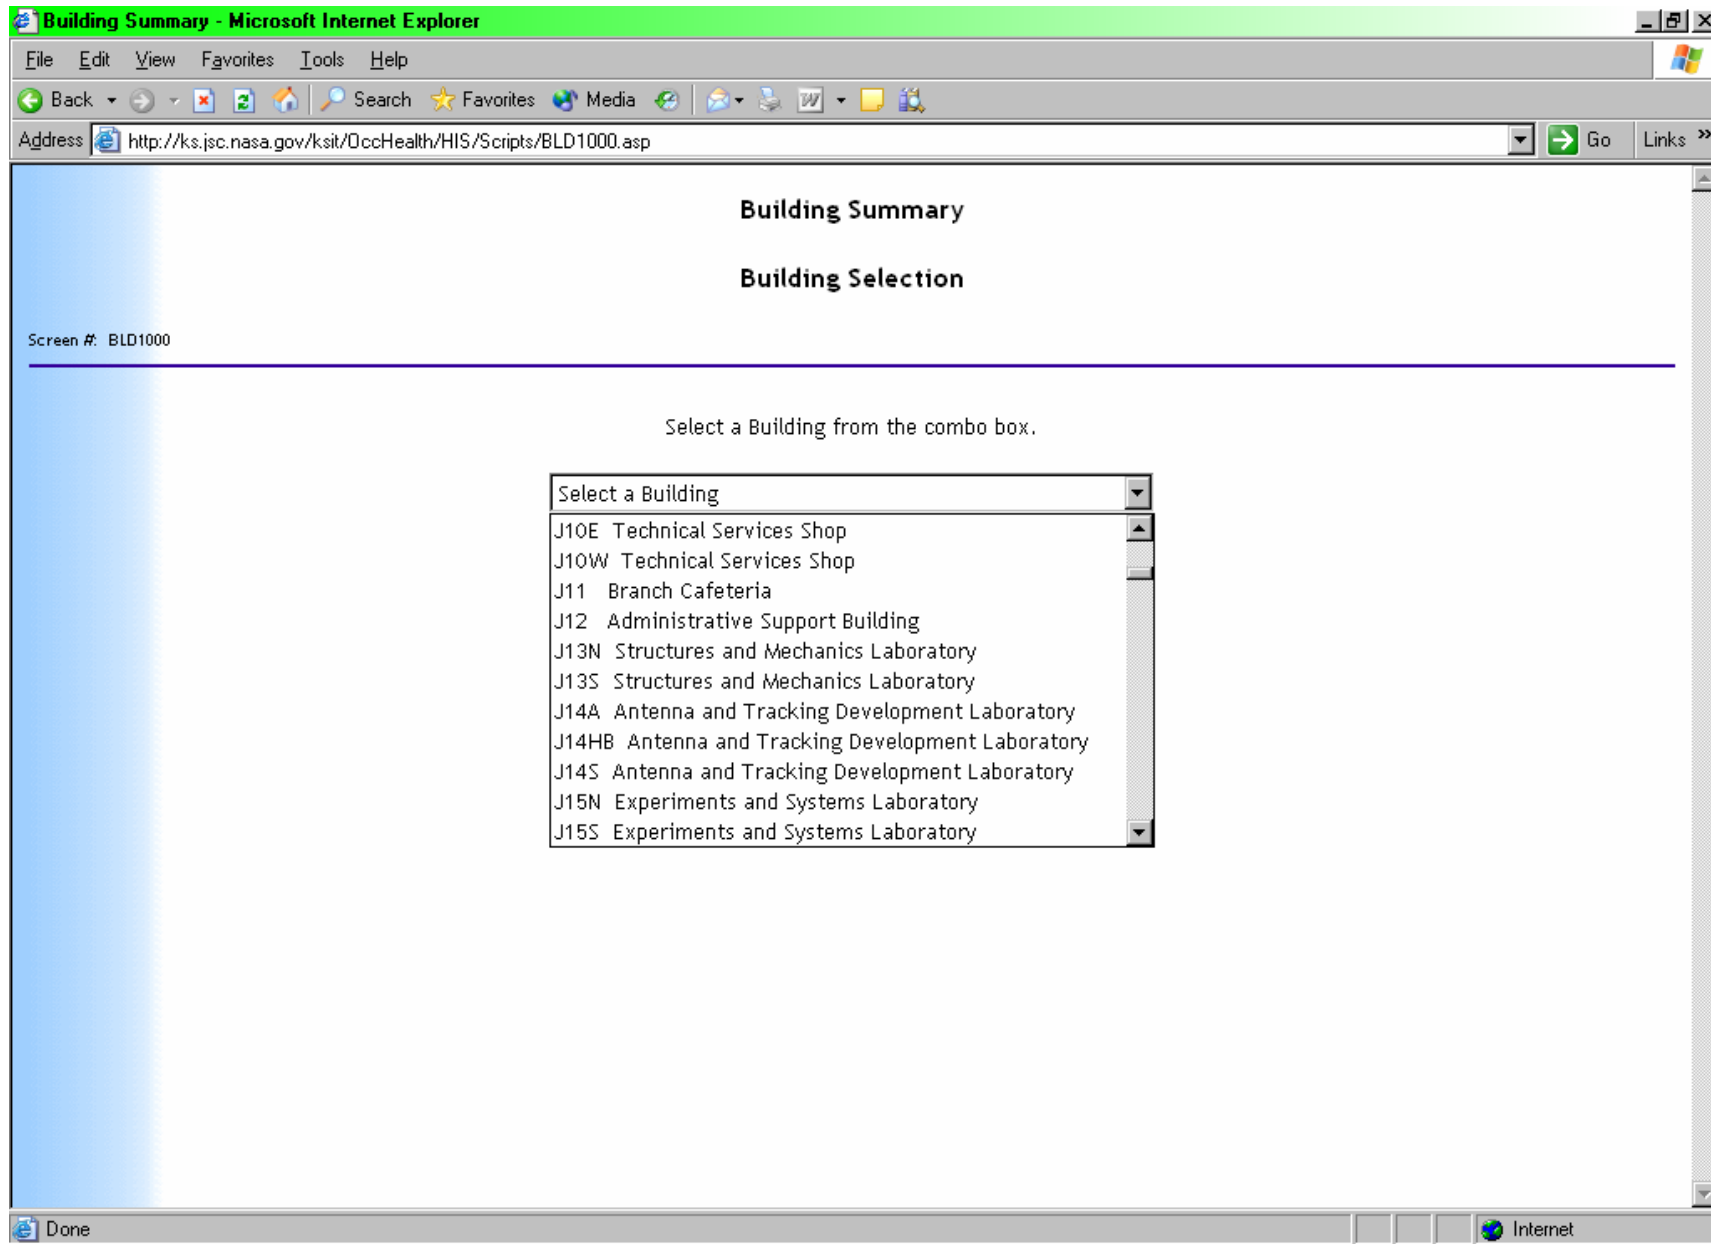 Building Summary - Microsoft Internet Explorer
File Edit View Favorites Tools Help
Back Search Favorites Media
Address http://ks.jsc.nasa.gov/ksit/OccHealth/HIS/Scripts/BLD1000.asp Go Links »
Building Summary
Building Selection
Screen #: BLD1000
Select a Building from the combo box.
Select a Building
J10E Technical Services Shop
J10W Technical Services Shop
J11 Branch Cafeteria
J12 Administrative Support Building
J13N Structures and Mechanics Laboratory
J13S Structures and Mechanics Laboratory
J14A Antenna and Tracking Development Laboratory
J14HB Antenna and Tracking Development Laboratory
J14S Antenna and Tracking Development Laboratory
J15N Experiments and Systems Laboratory
J15S Experiments and Systems Laboratory
Done Internet